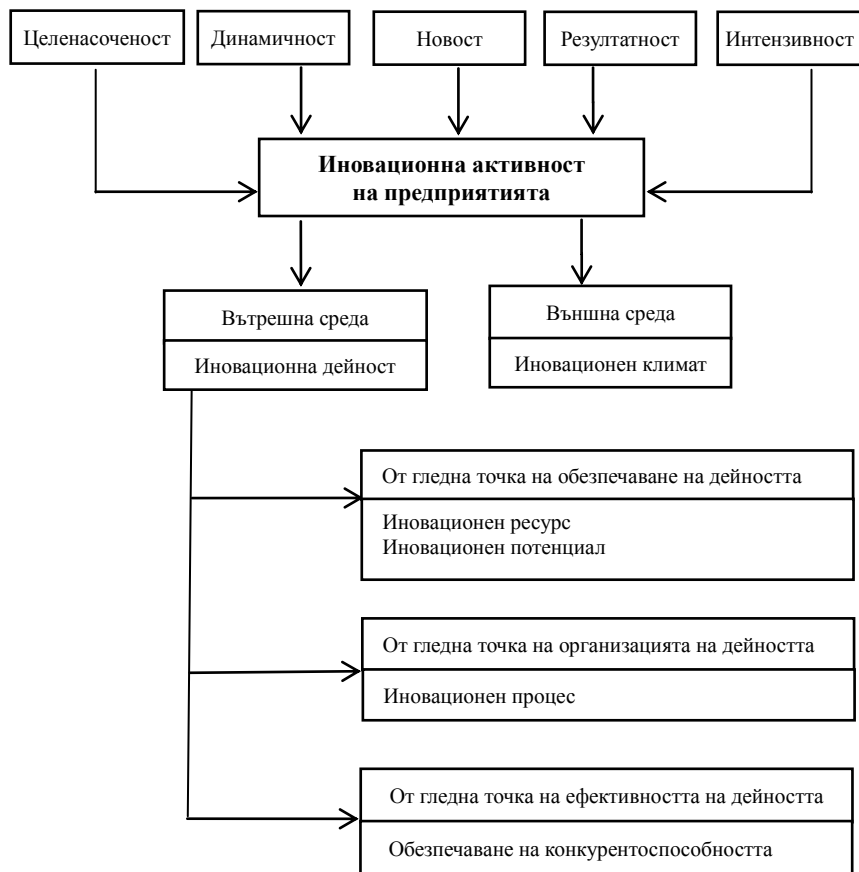 Целенасоченост
Динамичност
Новост
Резултатност
Интензивност
Иновационна активност
на предприятията
Вътрешна среда
Иновационна дейност
Външна среда
Иновационен климат
От гледна точка на обезпечаване на дейността
Иновационен ресурс
Иновационен потенциал
От гледна точка на организацията на дейността
Иновационен процес
От гледна точка на ефективността на дейността
Обезпечаване на конкурентоспособността